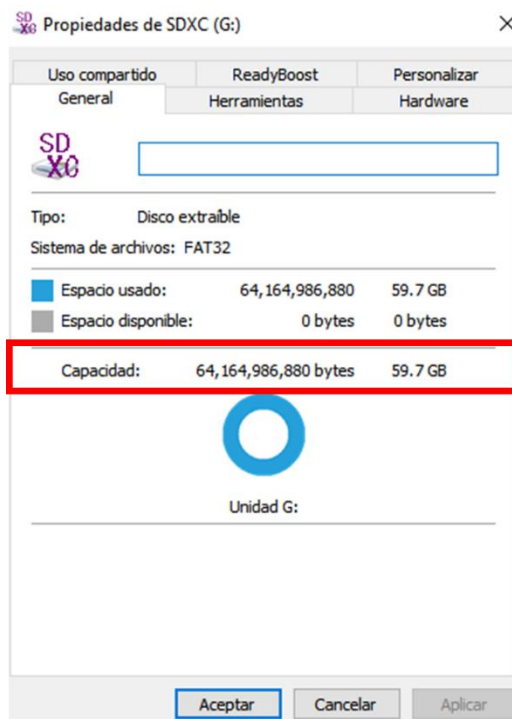 Propiedades de SDXC (G:)
Uso compartido ReadyBoost Personalizar
General Herramientas Hardware
SD
XC
Tipo: Disco extraíble
Sistema de archivos: FAT32
Espacio usado: 64,164,986,880 59.7 GB
Espacio disponible: 0 bytes 0 bytes
Capacidad: 64,164,986,880 bytes 59.7 GB
Unidad G:
Aceptar Cancelar Aplicar